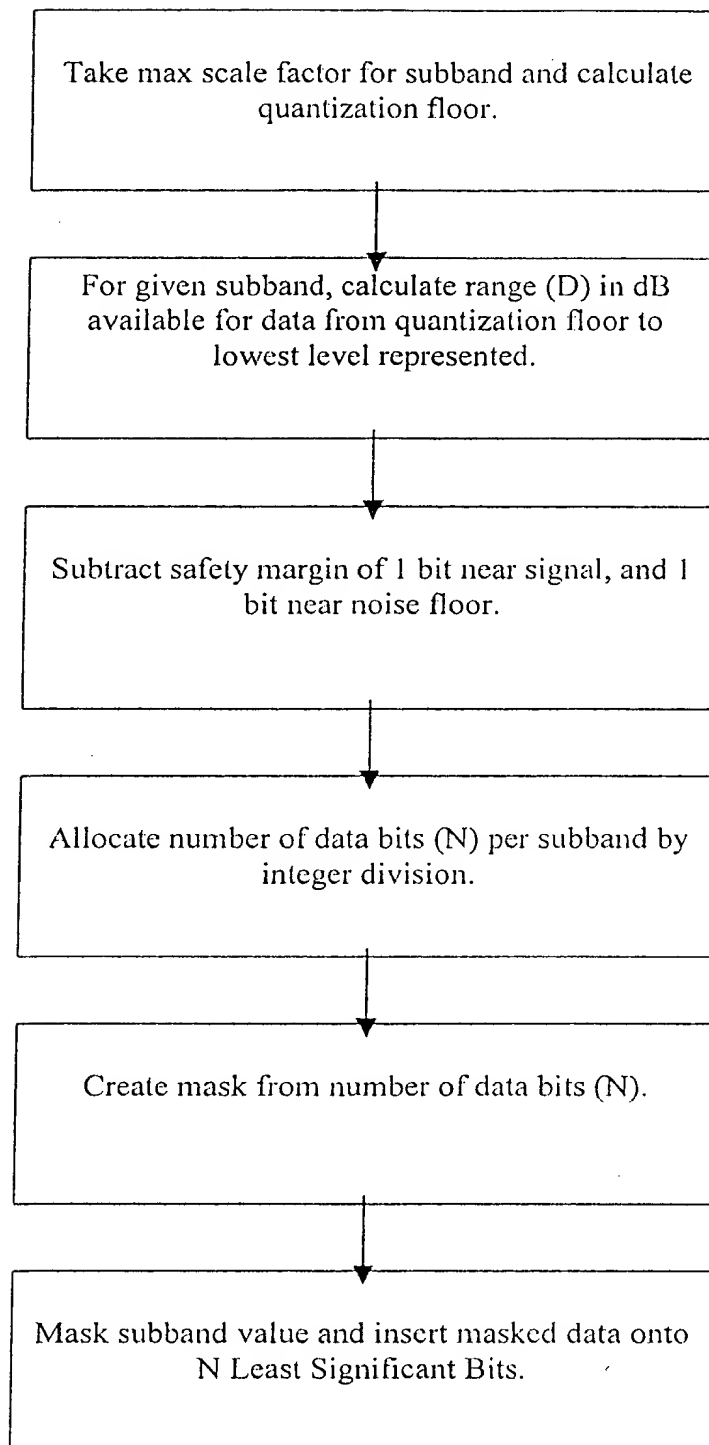 Take max scale factor for subband and calculate
quantization floor.
For given subband, calculate range (D) in dB
available for data from quantization floor to
lowest level represented.
Subtract safety margin of 1 bit near signal, and 1
bit near noise floor.
Allocate number of data bits (N) per subband by
integer division.
Create mask from number of data bits (N).
Mask subband value and insert masked data onto
N Least Significant Bits.